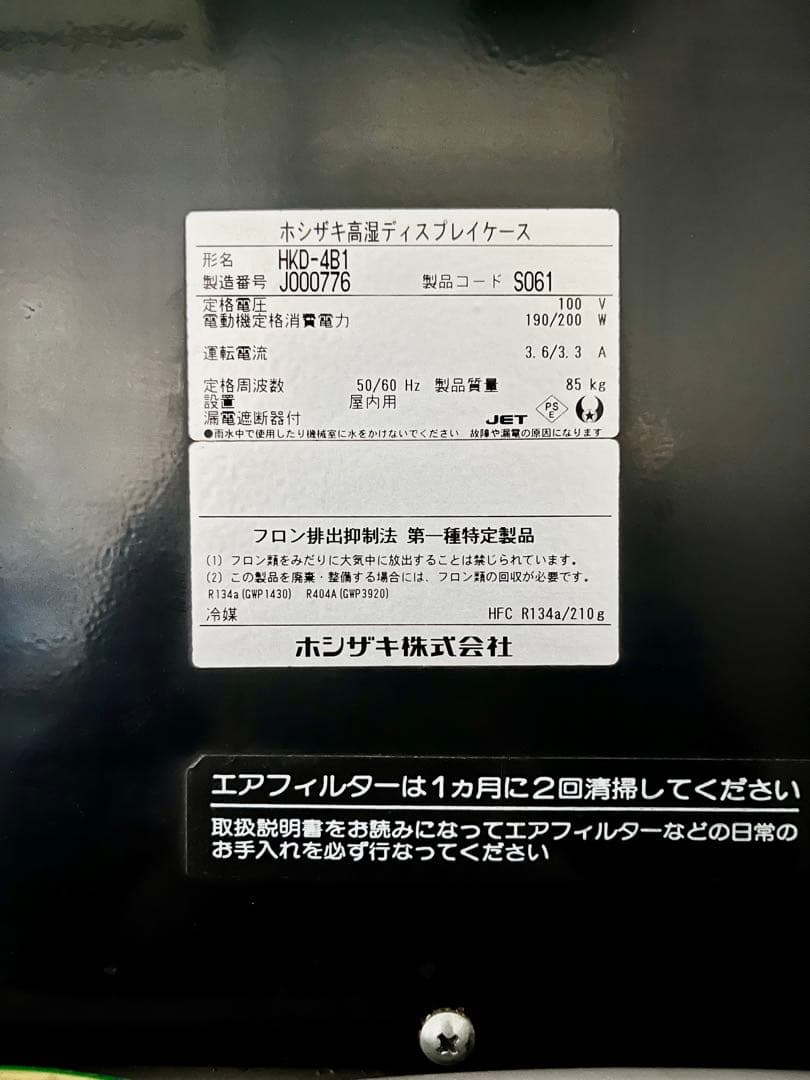 ホシザキ高湿ディスプレイケース
形名 HKD-4B1
製造番号 J000776 製品コード S061
定格電圧 100 V
電動機定格消費電力 190/200 W
運転電流 3.6/3.3 A
定格周波数 50/60 Hz 製品質量 85 kg
設置 屋内用
漏電遮断器付 JET PS E
●雨水中で使用したり機械室に水をかけないでください 故障や漏電の原因になります
フロン排出抑制法 第一種特定製品
(1) フロン類をみだりに大気中に放出することは禁じられています。
(2) この製品を廃棄・整備する場合には、フロン類の回収が必要です。
R134a(GWP1430) R404A(GWP3920)
冷媒 HFC R134a/210g
ホシザキ株式会社
エアフィルターは1ヵ月に2回清掃してください
取扱説明書をお読みになってエアフィルターなどの日常の
お手入れを必ず行なってください